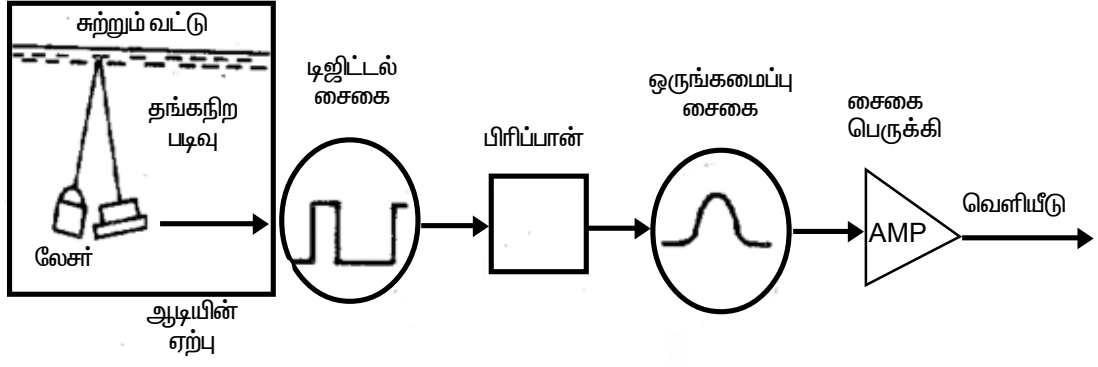 சுற்றும் வட்டு
தங்கநிற
படிவு
லேசர்
ஆடியின்
ஏற்பு
டிஜிட்டல்
சைகை
பிரிப்பான்
ஒருங்கமைப்பு
சைகை
சைகை
பெருக்கி
AMP
வெளியீடு